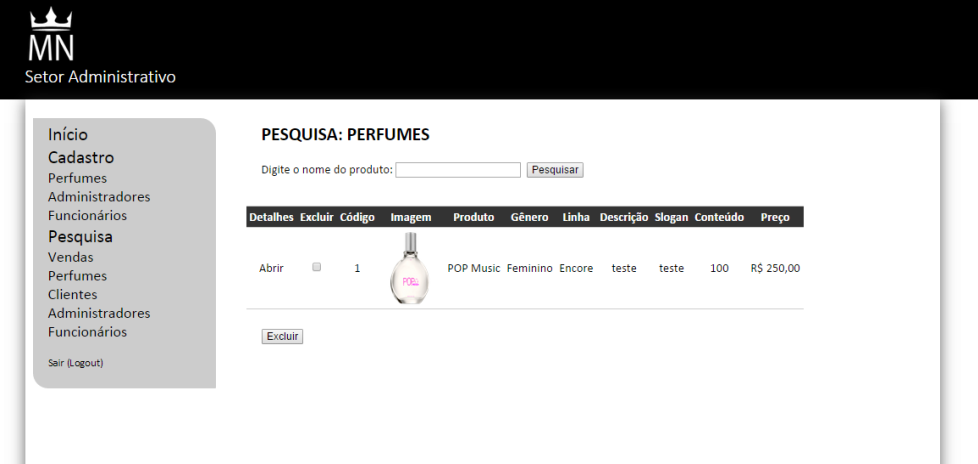 MN
Setor Administrativo
Início
Cadastro
Perfumes
Administradores
Funcionários
Pesquisa
Vendas
Perfumes
Clientes
Administradores
Funcionários
Sair (Logout)
PESQUISA: PERFUMES
Digite o nome do produto: Pesquisar
Detalhes Excluir Código Imagem Produto Gênero Linha Descrição Slogan Conteúdo Preço
Abrir 1 POP Music Feminino Encore teste teste 100 R$ 250,00
Excluir